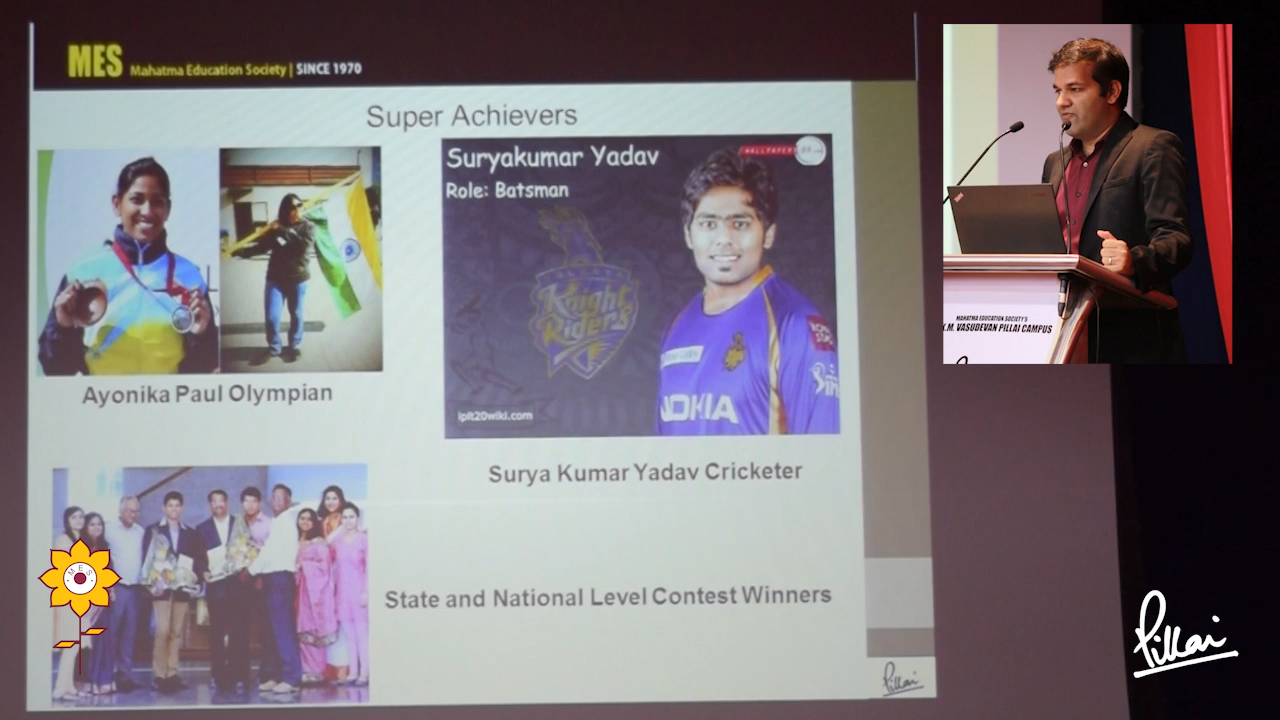 MES Mahatma Education Society | SINCE 1970
Super Achievers
Suryakumar Yadav
Role: Batsman
WALLPAPERS
Knight
Riders
NOKIA
iplt20wiki.com
Ayonika Paul Olympian
Surya Kumar Yadav Cricketer
State and National Level Contest Winners
M.E.S.
Pillai
MAHATMA EDUCATION SOCIETY'S
K.M. VASUDEVAN PILLAI CAMPUS
Pillai